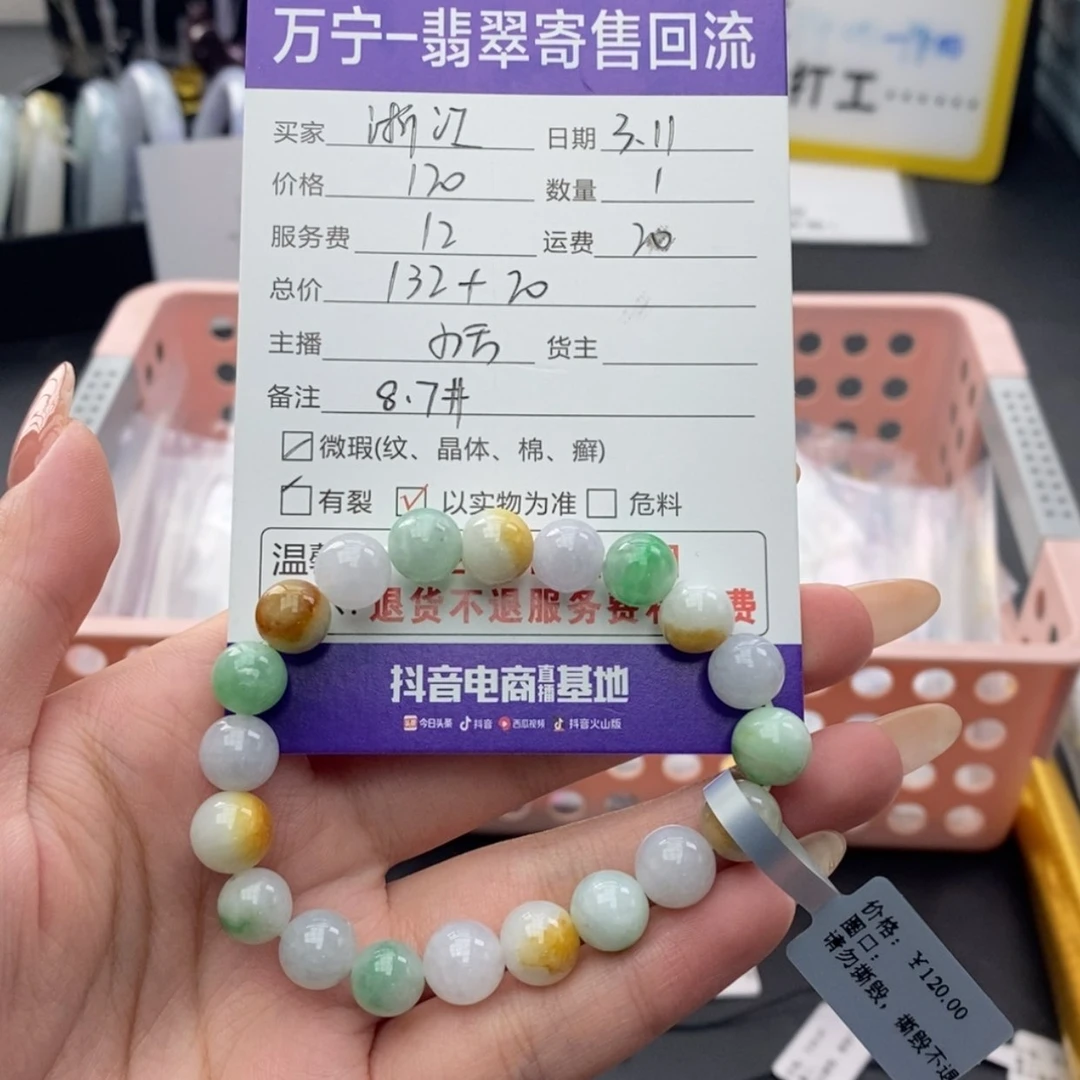 万宁-翡翠寄售回流
打工······
买家 浙江 日期 3.11
价格 120 数量 1
服务费 12 运费 20
总价 132+20
主播 货主
备注 8.7#
微瑕(纹、晶体、棉、癣)
有裂 以实物为准 危料
温
退货不退服务费 费
抖音电商直播基地
今日头条 抖音 西瓜视频 抖音火山版
价格: ¥120.00
圈口:
请勿撕毁,撕毁不退